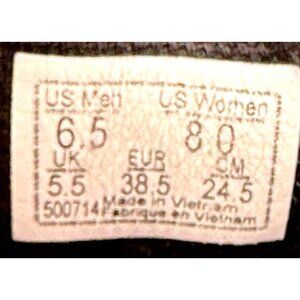 US Men US Women
6.5 8.0
UK EUR CM
5.5 38.5 24.5
500714 Made in Vietnam
Fabriqué en Vietnam